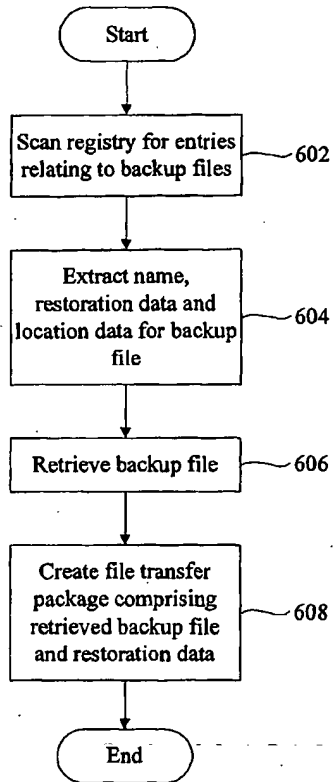 Start
Scan registry for entries
relating to backup files
602
Extract name,
restoration data and
location data for backup
file
604
Retrieve backup file
606
Create file transfer
package comprising
retrieved backup file
and restoration data
608
End